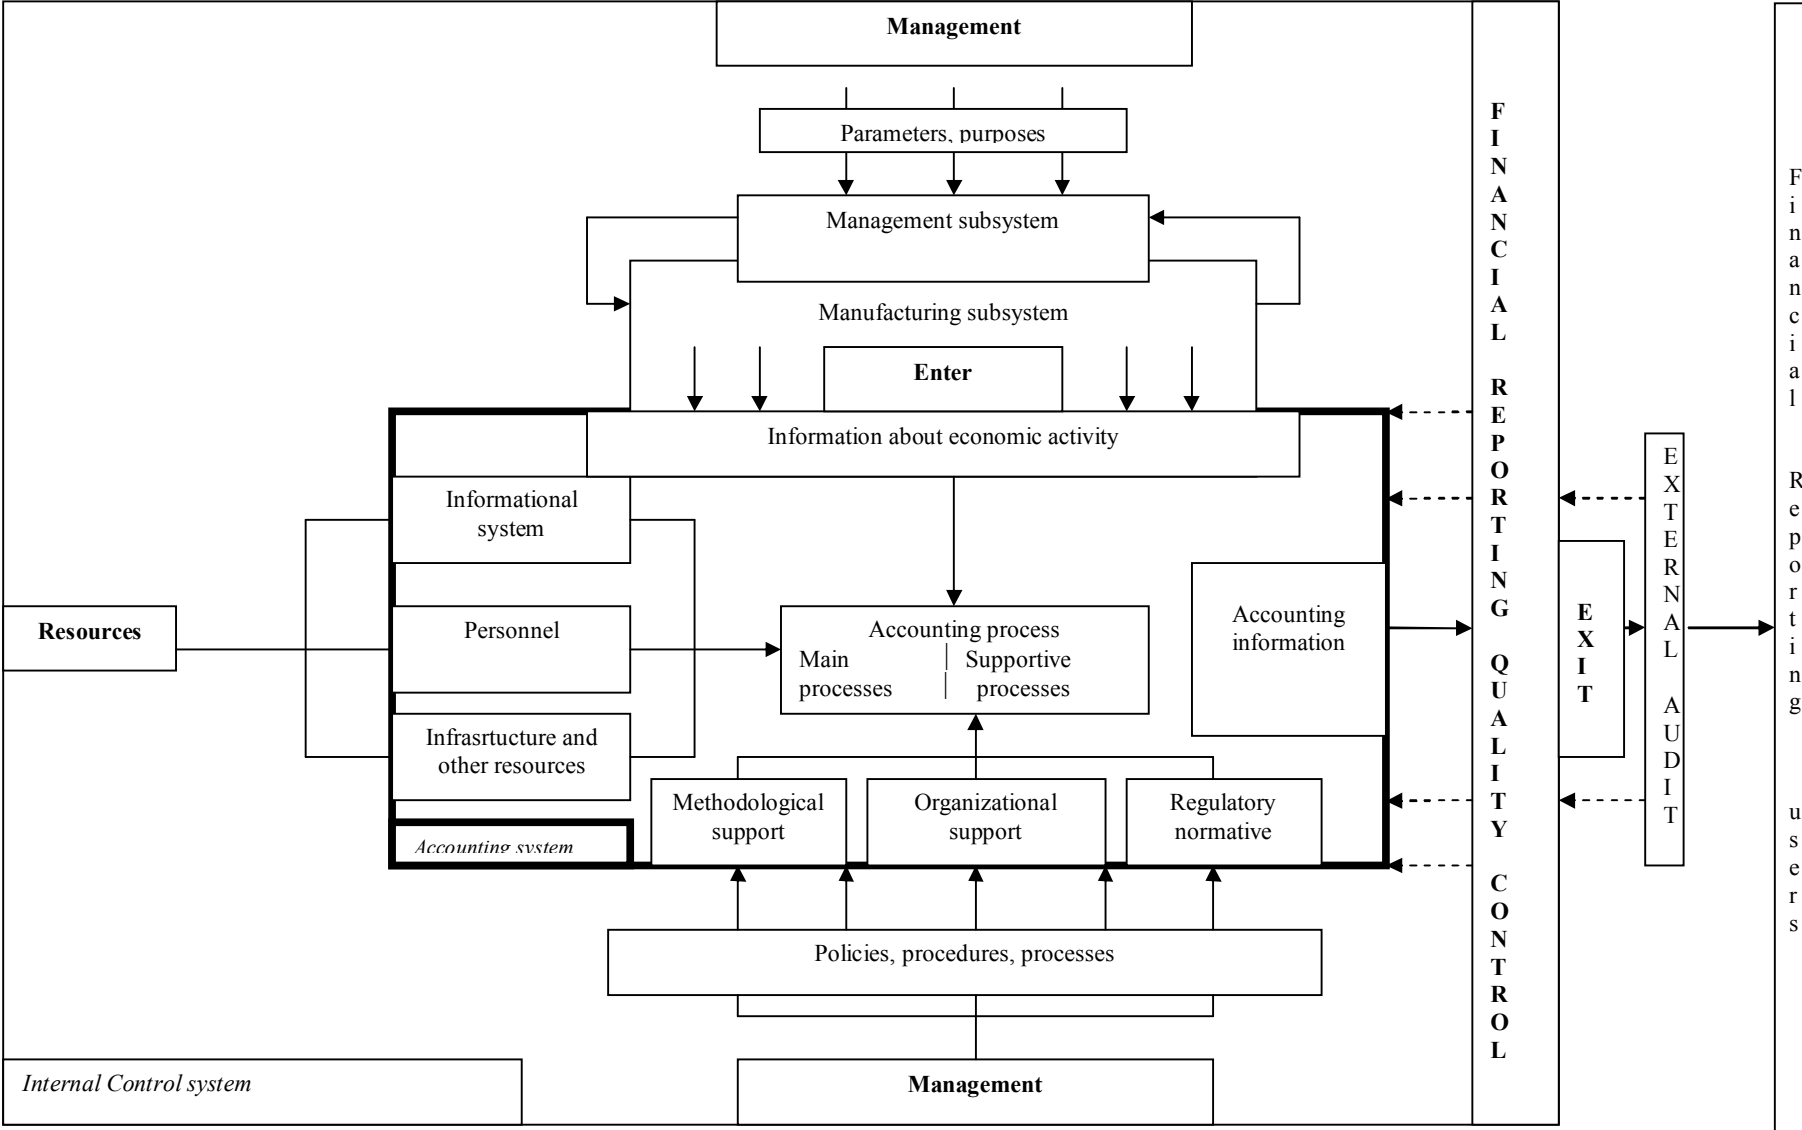 Management
Parameters, purposes
Management subsystem
Manufacturing subsystem
Enter
Information about economic activity
Informational
system
Resources
Personnel
Accounting process
Main | Supportive
processes | processes
Accounting
information
Infrasrtucture and
other resources
Methodological
support
Organizational
support
Regulatory
normative
Accounting system
Policies, procedures, processes
Internal Control system
Management
FINANCIAL REPORTING QUALITY CONTROL
EXIT
EXTERNAL AUDIT
Financial Reporting users